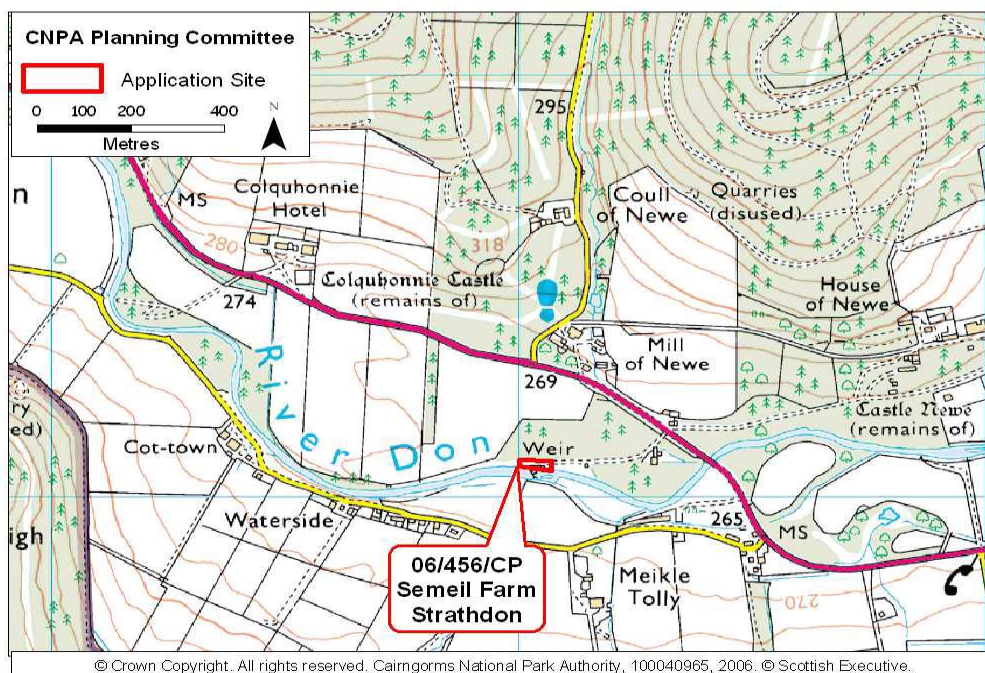 CNPA Planning Committee
Application Site
0 100 200 400
Metres
N
295
n
MS
Colquhonnie
Hotel
Coull
of Newe
Quarries
(disused)
280
318
House
of Newe
274
Colquhonnie Castle
(remains of)
Mill
of Newe
269
River Don
Castle Newe
(remains of)
ry
ed)
Cot-town
Weir
Waterside
265
MS
igh
06/456/CP
Semeil Farm
Strathdon
Meikle
Tolly
270
© Crown Copyright. All rights reserved. Cairngorms National Park Authority, 100040965, 2006. © Scottish Executive.